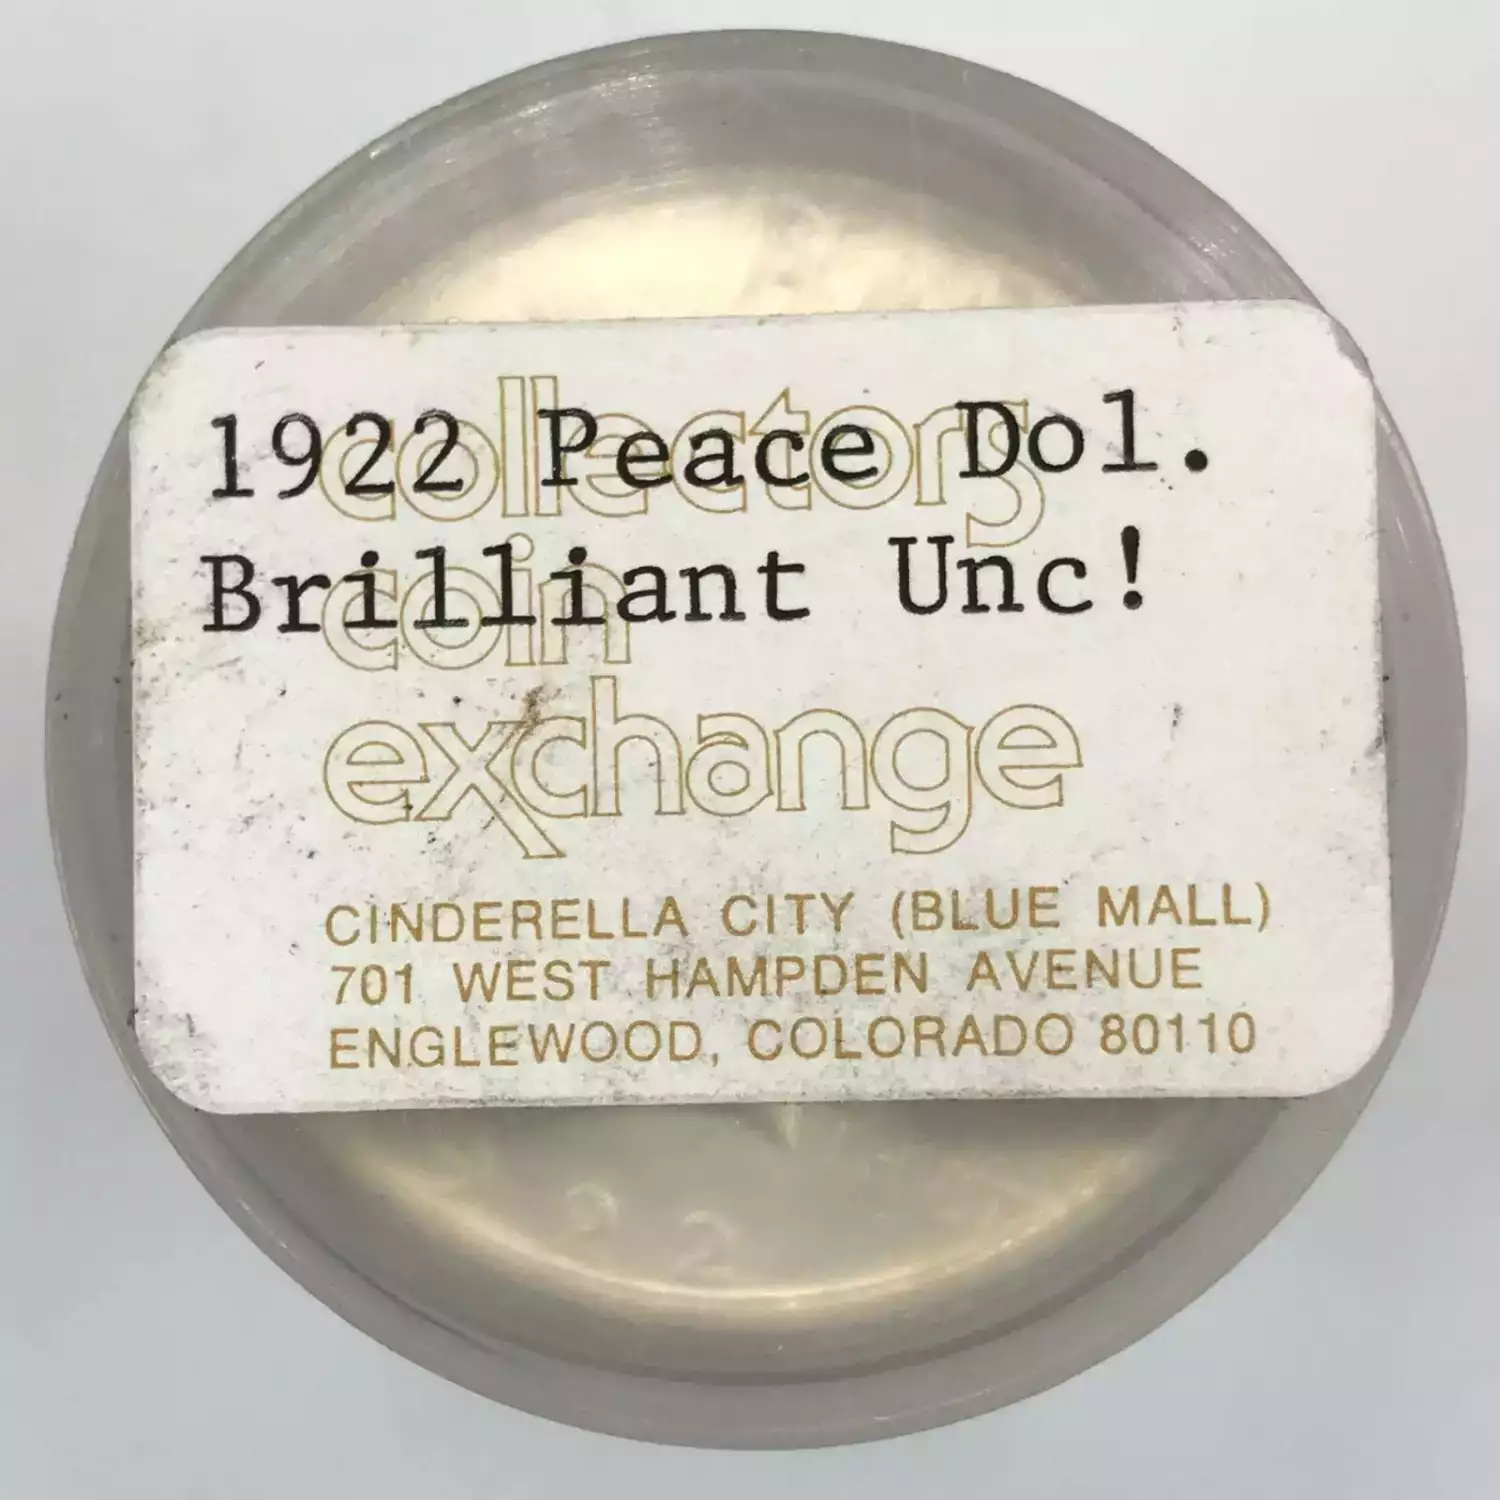 1922 Peace Dol.
Brilliant Unc!
collectors
coin
exchange
CINDERELLA CITY (BLUE MALL)
701 WEST HAMPDEN AVENUE
ENGLEWOOD, COLORADO 80110